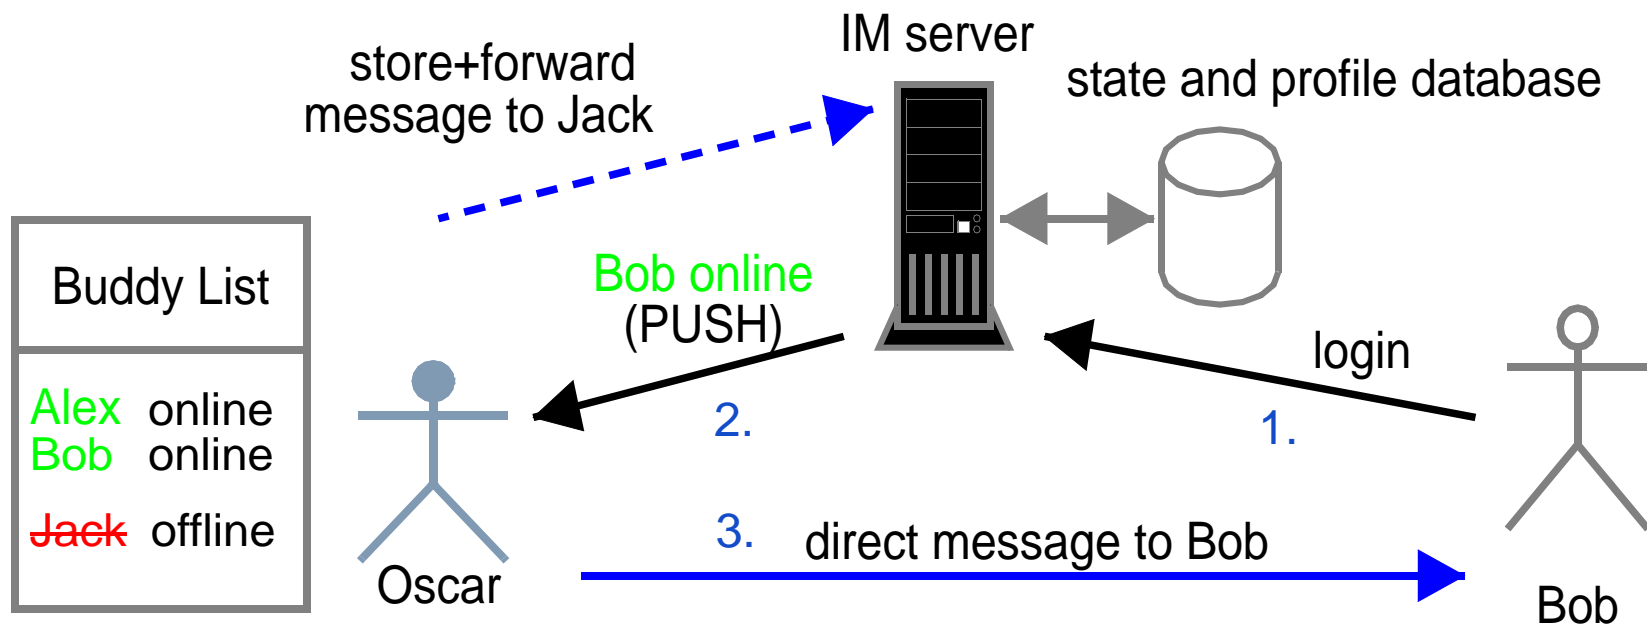 IM server
store+forward
message to Jack
state and profile database
Buddy List
Bob online
(PUSH)
login
Alex online
Bob online
Jack offline
2.
1.
3.
direct message to Bob
Oscar
Bob